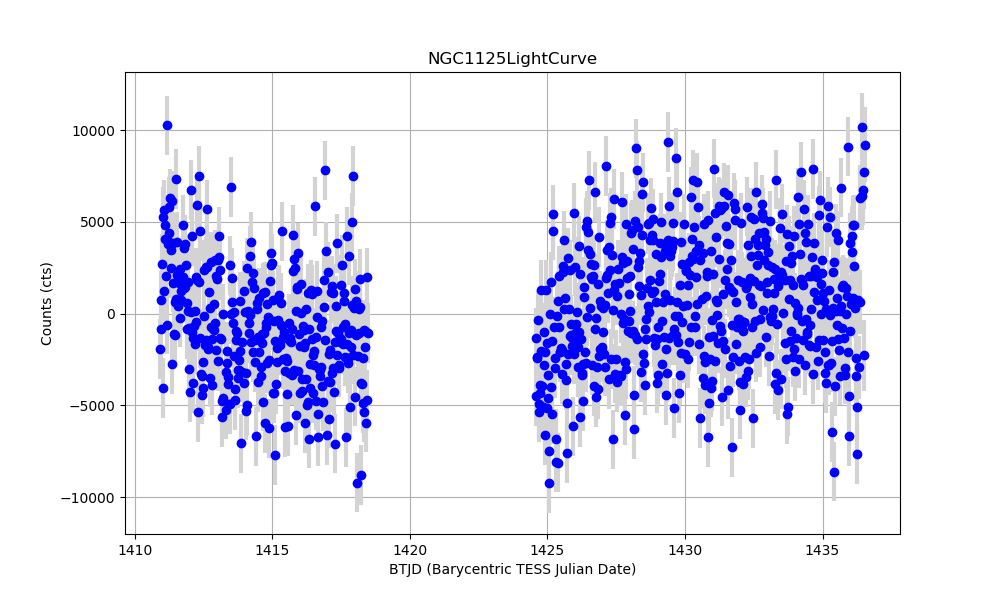 NGC1125LightCurve
Counts (cts)
10000
5000
0
−5000
−10000
1410 1415 1420 1425 1430 1435
BTJD (Barycentric TESS Julian Date)